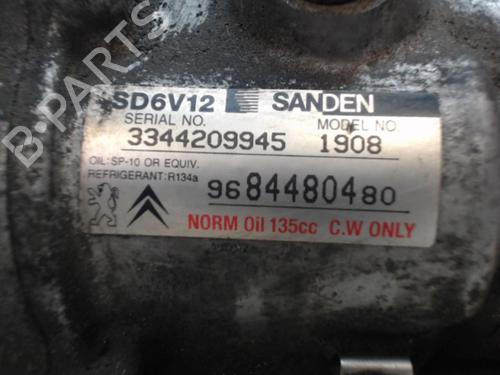 SD6V12 SANDEN
SERIAL NO. MODEL NO
3344209945 1908
OIL: SP-10 OR EQUIV.
REFRIGERANT: R134a
9684480480
NORM Oil 135cc C.W ONLY